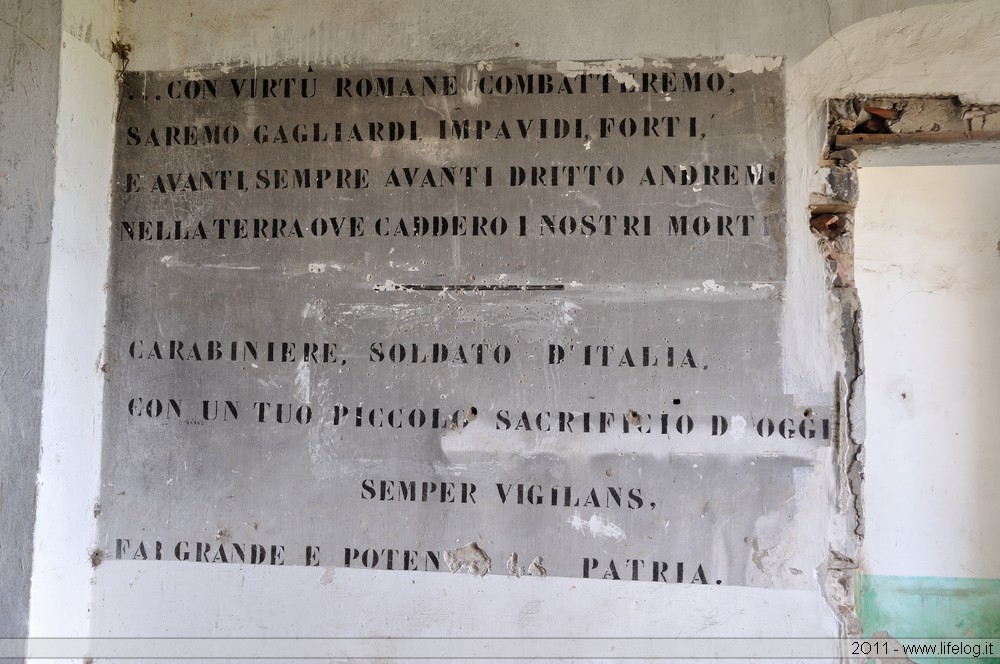 ...CON VIRTÙ ROMANE COMBATTEREMO;
SAREMO GAGLIARDI, IMPAVIDI, FORTI,
E AVANTI, SEMPRE AVANTI DRITTO ANDREMO
NELLA TERRA OVE CADDERO I NOSTRI MORTI
CARABINIERE, SOLDATO D'ITALIA,
CON UN TUO PICCOLO SACRIFICIO D'OGGI
SEMPER VIGILANS,
FAI GRANDE E POTEN PATRIA.
2011 - www.lifelog.it